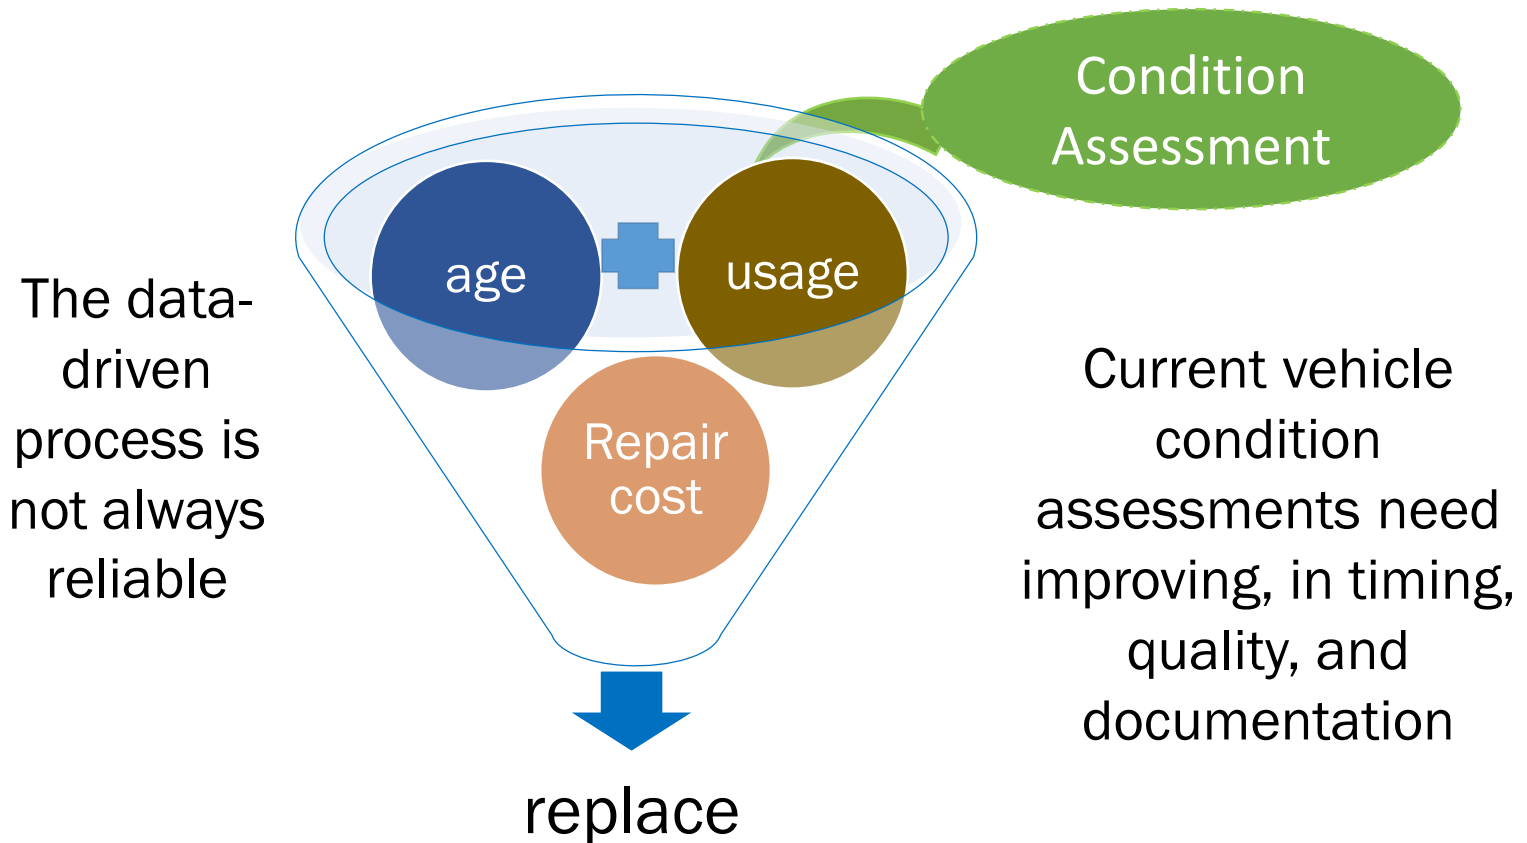 Condition
Assessment
age
usage
Repair
cost
The data-
driven
process is
not always
reliable
Current vehicle
condition
assessments need
improving, in timing,
quality, and
documentation
replace